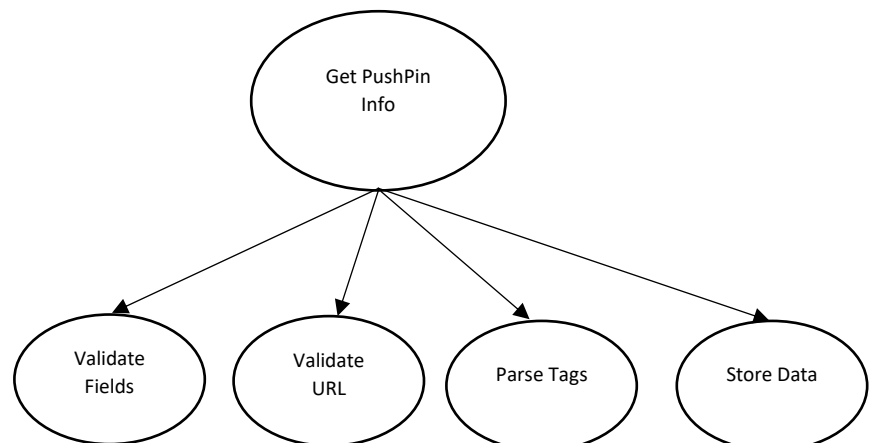 Get PushPin
Info
Validate
Fields
Validate
URL
Parse Tags
Store Data